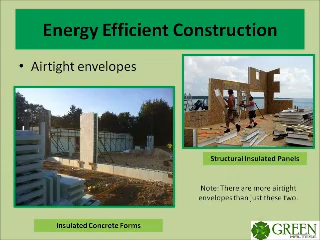 Energy Efficient Construction
• Airtight envelopes
Structural Insulated Panels
Note: There are more airtight
envelopes than just these two.
Insulated Concrete Forms
GREEN